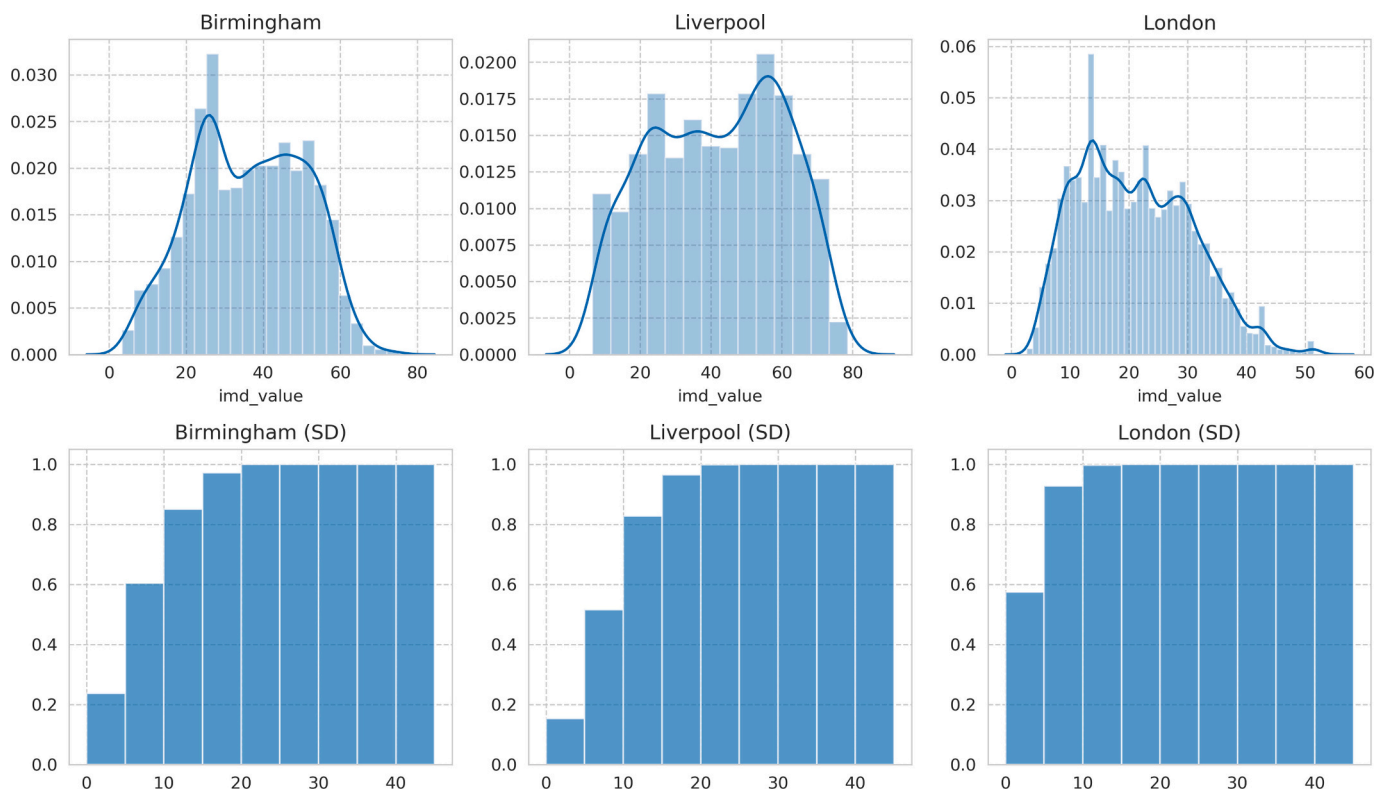 Birmingham
Liverpool
London
0.030
0.025
0.020
0.015
0.010
0.005
0.000
0 20 40 60 80
imd_value
0.0200
0.0175
0.0150
0.0125
0.0100
0.0075
0.0050
0.0025
0.0000
0 20 40 60 80
imd_value
0.06
0.05
0.04
0.03
0.02
0.01
0.00
0 10 20 30 40 50 60
imd_value
Birmingham (SD)
Liverpool (SD)
London (SD)
1.0
0.8
0.6
0.4
0.2
0.0
0 10 20 30 40
1.0
0.8
0.6
0.4
0.2
0.0
0 10 20 30 40
1.0
0.8
0.6
0.4
0.2
0.0
0 10 20 30 40